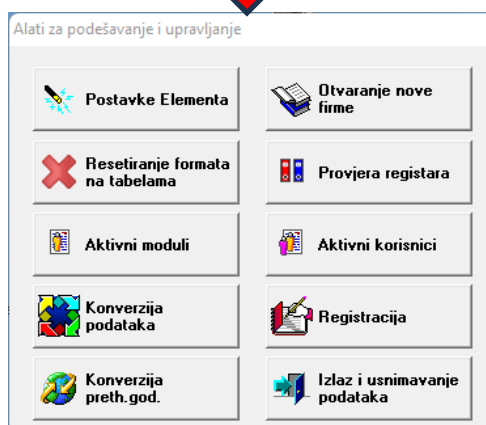 Alati za podešavanje i upravljanje
Postavke Elementa
Otvaranje nove
firme
Resetiranje formata
na tabelama
Provjera registara
Aktivni moduli
Aktivni korisnici
Konverzija
podataka
Registracija
Konverzija
preth.god.
Izlaz i usnimavanje
podataka